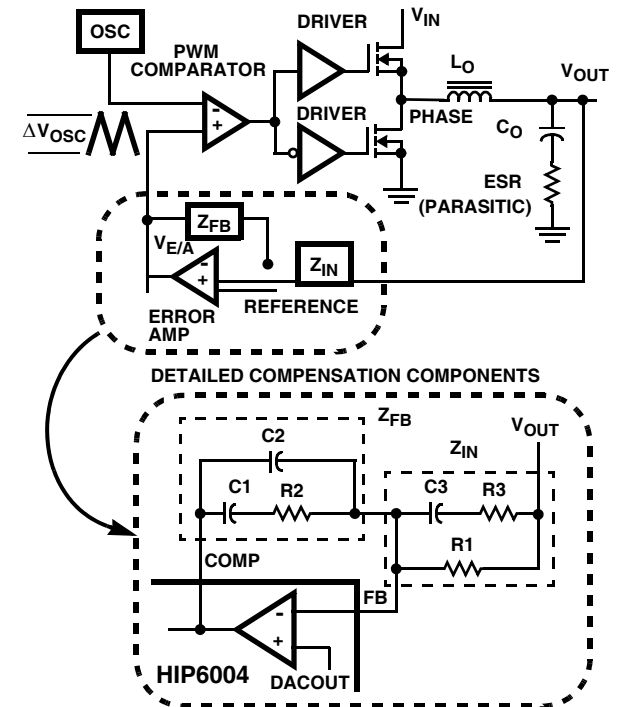 OSC
PWM
COMPARATOR
DRIVER
VIN
LO
VOUT
ΔVOSC
-
+
DRIVER
PHASE
CO
ESR
(PARASITIC)
ZFB
VE/A
-
+
ZIN
REFERENCE
ERROR
AMP
DETAILED COMPENSATION COMPONENTS
ZFB
C2
C1
R2
ZIN
VOUT
C3
R3
R1
COMP
FB
-
+
HIP6004
DACOUT